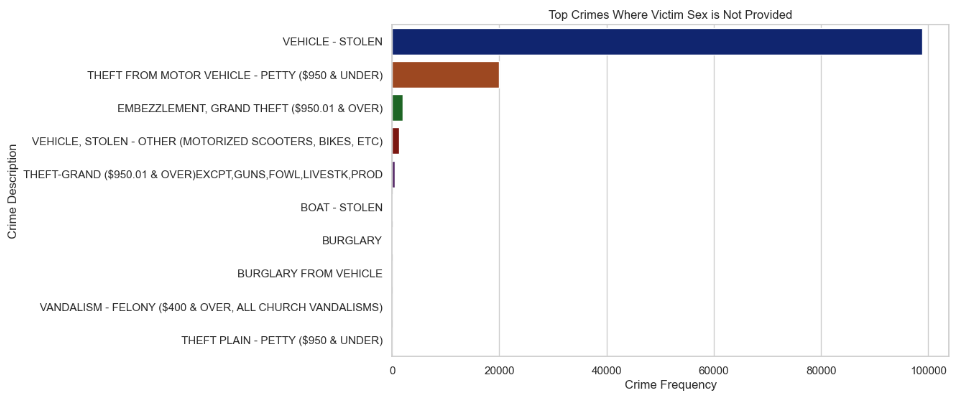 Top Crimes Where Victim Sex is Not Provided
VEHICLE - STOLEN
THEFT FROM MOTOR VEHICLE - PETTY ($950 & UNDER)
EMBEZZLEMENT, GRAND THEFT ($950.01 & OVER)
VEHICLE, STOLEN - OTHER (MOTORIZED SCOOTERS, BIKES, ETC)
THEFT-GRAND ($950.01 & OVER)EXCPT,GUNS,FOWL,LIVESTK,PROD
BOAT - STOLEN
BURGLARY
BURGLARY FROM VEHICLE
VANDALISM - FELONY ($400 & OVER, ALL CHURCH VANDALISMS)
THEFT PLAIN - PETTY ($950 & UNDER)
Crime Description
0 20000 40000 60000 80000 100000
Crime Frequency